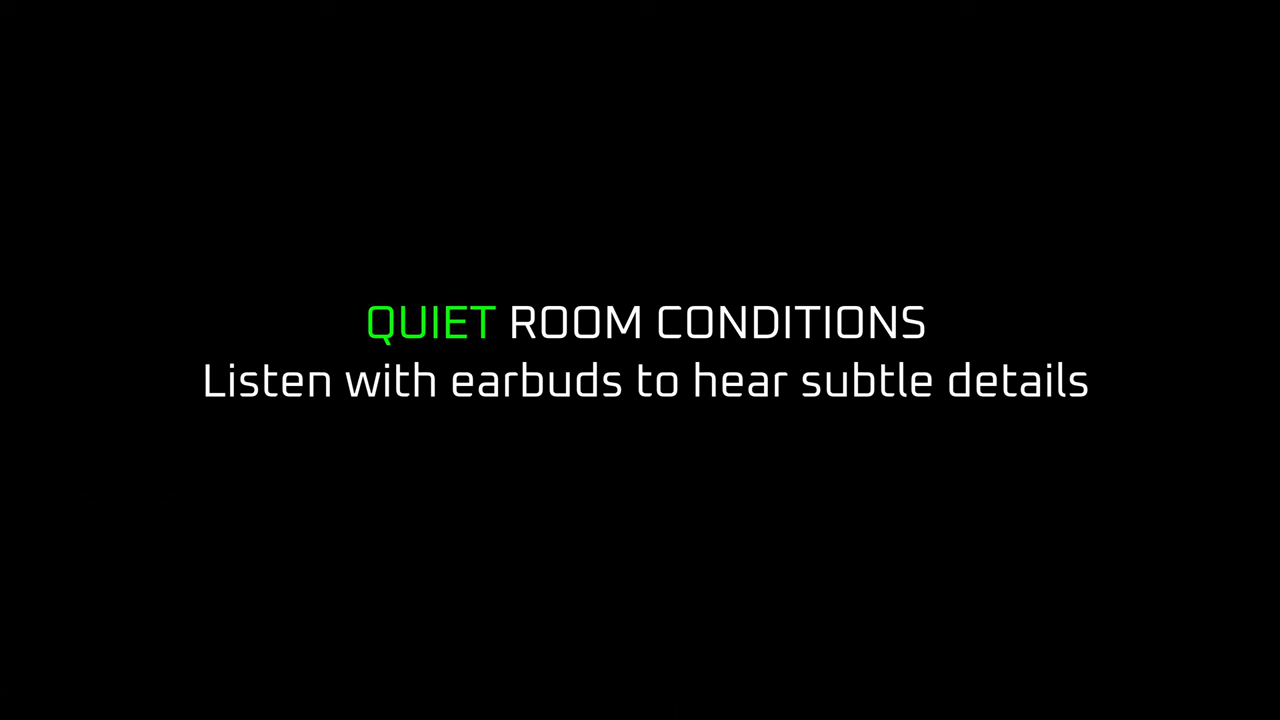 QUIET ROOM CONDITIONS
Listen with earbuds to hear subtle details